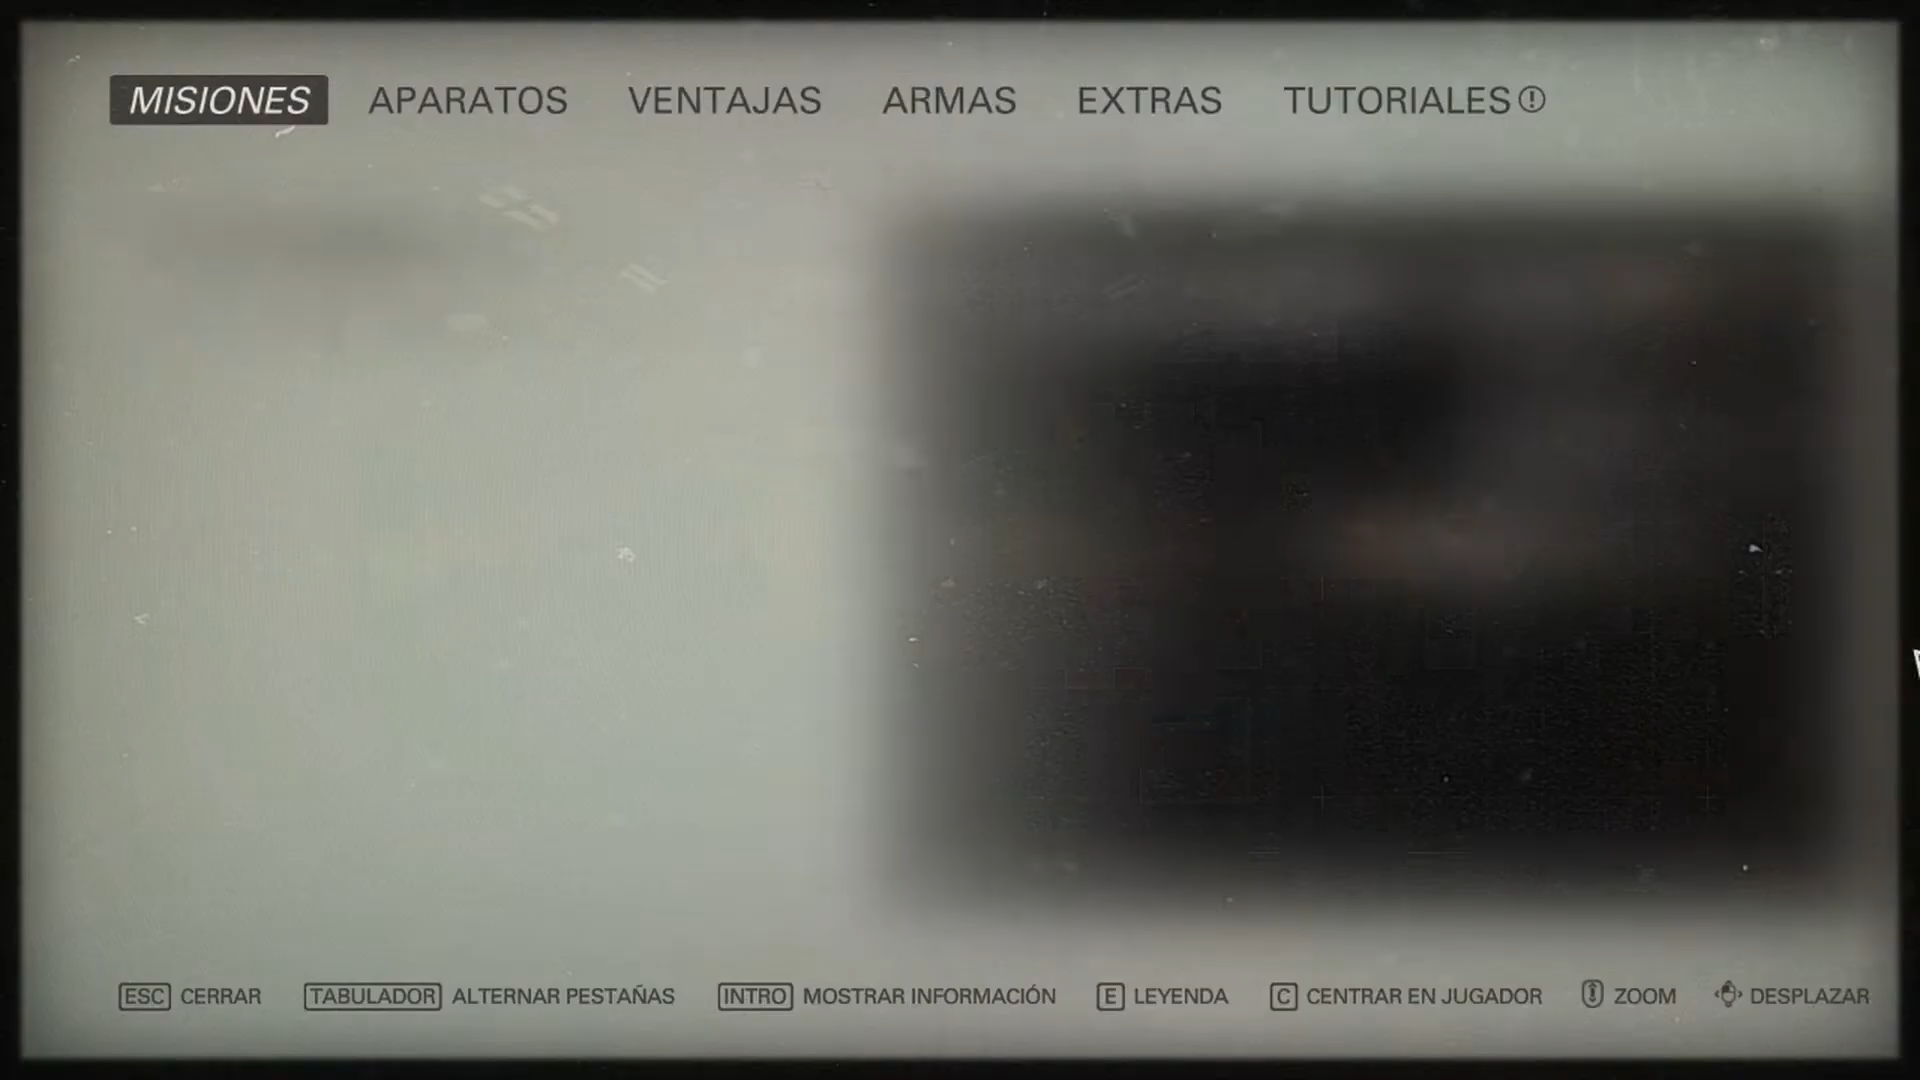 MISIONES APARATOS VENTAJAS ARMAS EXTRAS TUTORIALES
ESC CERRAR TABULADOR ALTERNAR PESTAÑAS INTRO MOSTRAR INFORMACIÓN E LEYENDA C CENTRAR EN JUGADOR ZOOM DESPLAZAR